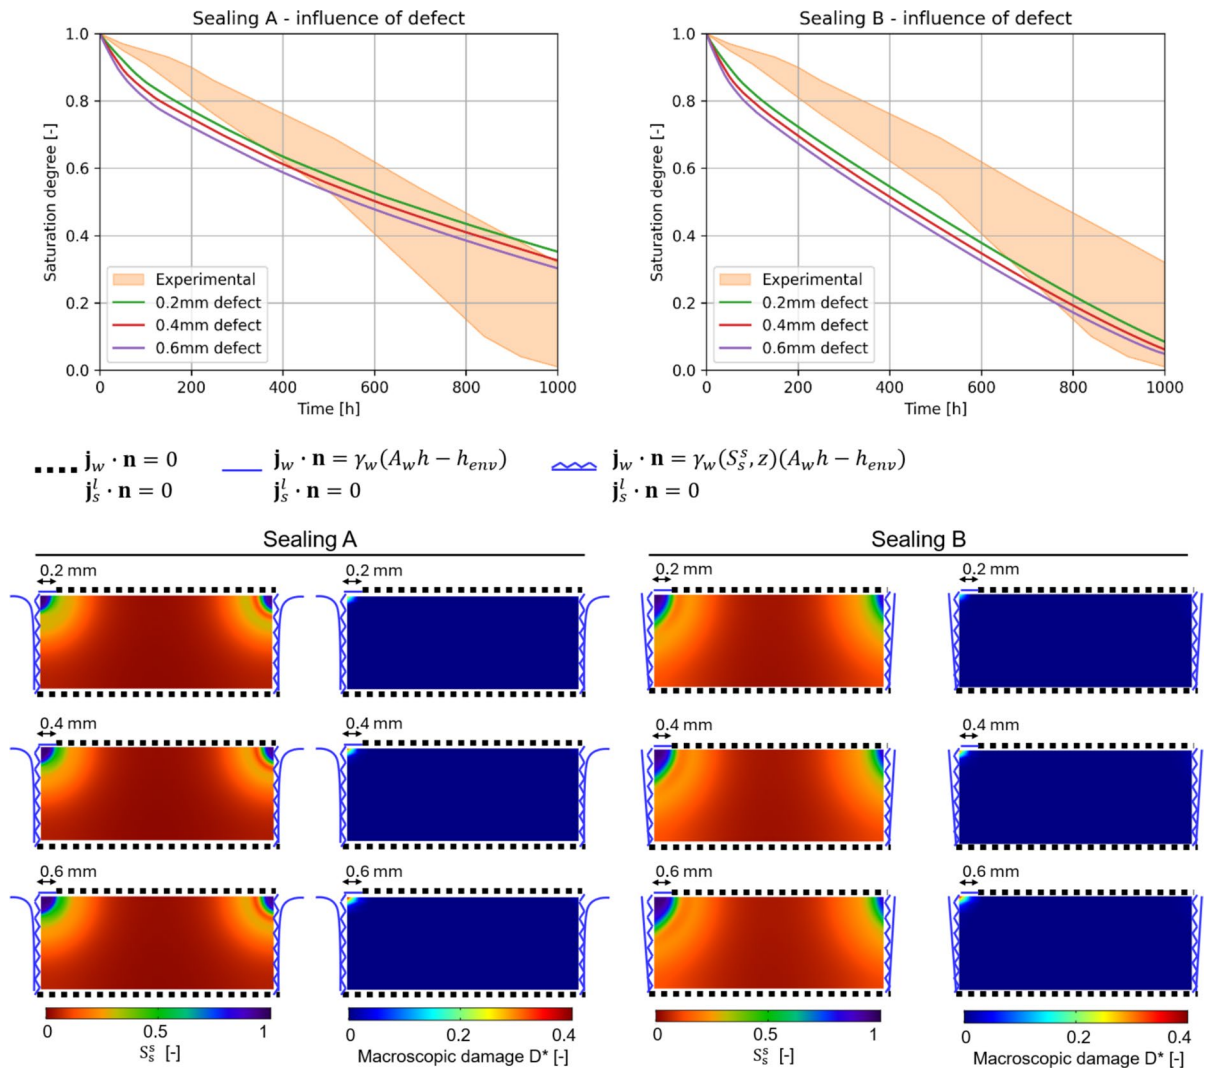 Sealing A - influence of defect
Saturation degree [-]
1.0
0.8
0.6
0.4
0.2
0.0
Experimental
0.2mm defect
0.4mm defect
0.6mm defect
0 200 400 600 800 1000
Time [h]
Sealing B - influence of defect
Saturation degree [-]
1.0
0.8
0.6
0.4
0.2
0.0
Experimental
0.2mm defect
0.4mm defect
0.6mm defect
0 200 400 600 800 1000
Time [h]
𝐣_w · 𝐧 = 0
𝐣_s^l · 𝐧 = 0
𝐣_w · 𝐧 = γ_w(A_w h − h_env)
𝐣_s^l · 𝐧 = 0
𝐣_w · 𝐧 = γ_w(S_s^s, z)(A_w h − h_env)
𝐣_s^l · 𝐧 = 0
Sealing A
Sealing B
0.2 mm 0.2 mm 0.2 mm 0.2 mm
0.4 mm 0.4 mm 0.4 mm 0.4 mm
0.6 mm 0.6 mm 0.6 mm 0.6 mm
0 0.5 1
S_s^s [-]
0 0.2 0.4
Macroscopic damage D* [-]
0 0.5 1
S_s^s [-]
0 0.2 0.4
Macroscopic damage D* [-]